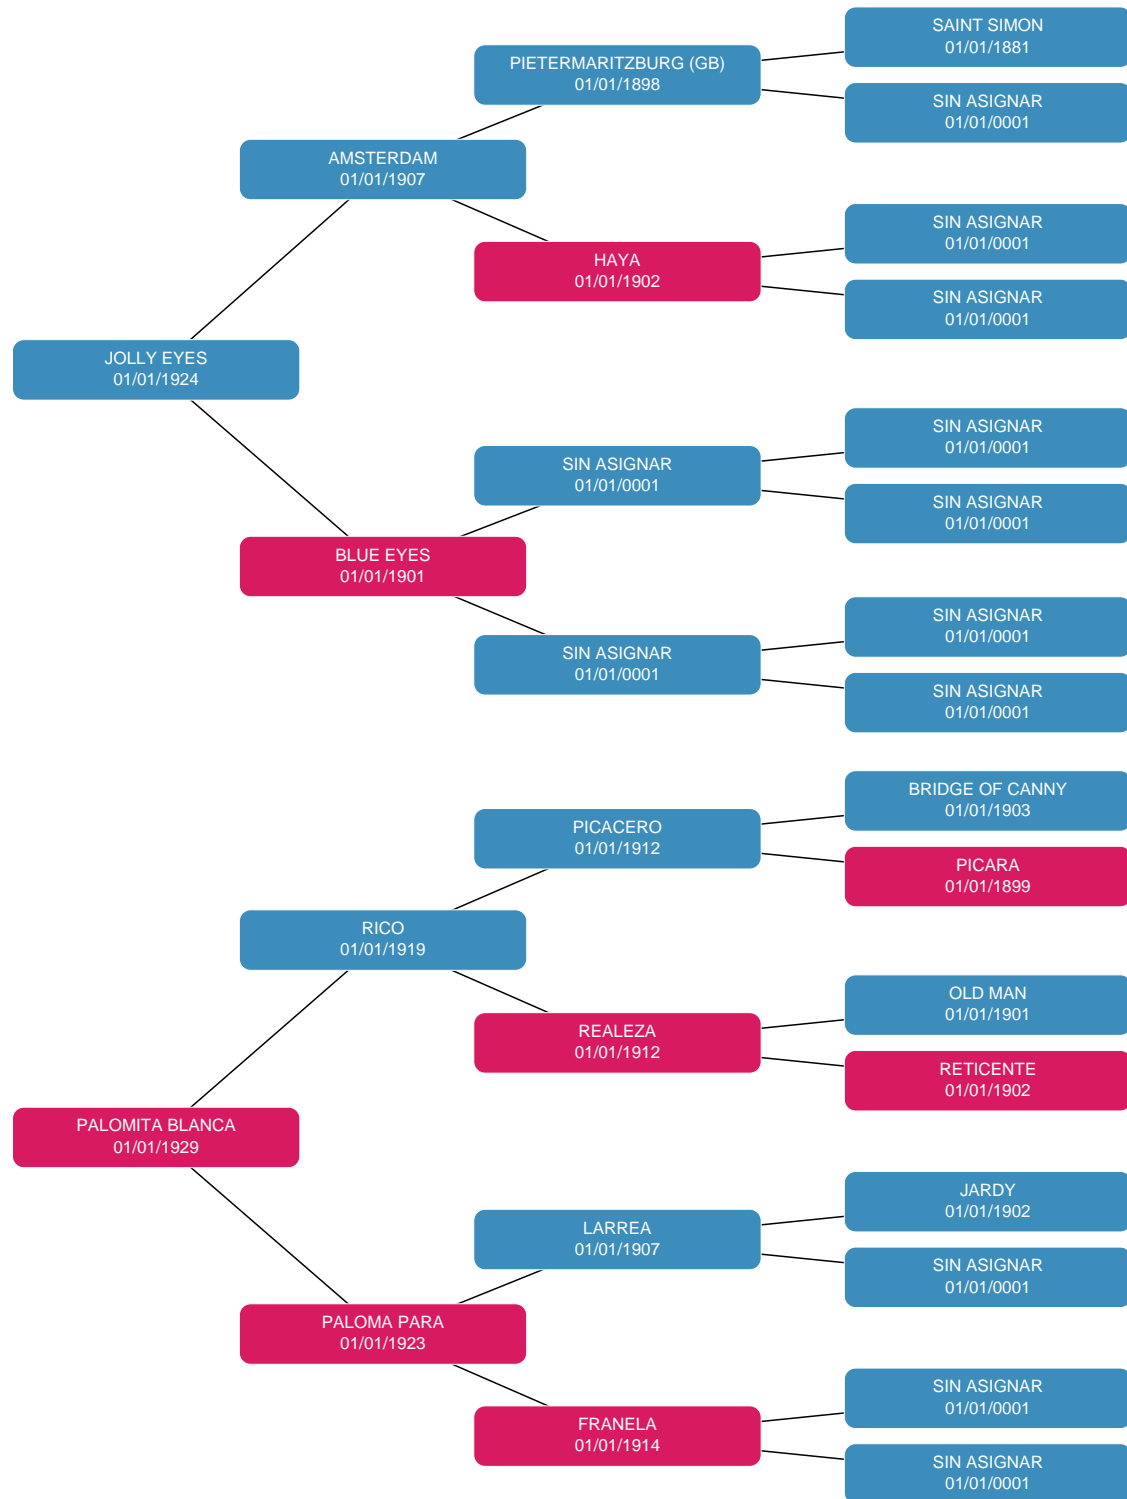 SAINT SIMON
01/01/1881
PIETERMARITZBURG (GB)
01/01/1898
SIN ASIGNAR
01/01/0001
AMSTERDAM
01/01/1907
SIN ASIGNAR
01/01/0001
HAYA
01/01/1902
SIN ASIGNAR
01/01/0001
JOLLY EYES
01/01/1924
SIN ASIGNAR
01/01/0001
SIN ASIGNAR
01/01/0001
SIN ASIGNAR
01/01/0001
BLUE EYES
01/01/1901
SIN ASIGNAR
01/01/0001
SIN ASIGNAR
01/01/0001
SIN ASIGNAR
01/01/0001
BRIDGE OF CANNY
01/01/1903
PICACERO
01/01/1912
PICARA
01/01/1899
RICO
01/01/1919
OLD MAN
01/01/1901
REALEZA
01/01/1912
RETICENTE
01/01/1902
PALOMITA BLANCA
01/01/1929
JARDY
01/01/1902
LARREA
01/01/1907
SIN ASIGNAR
01/01/0001
PALOMA PARA
01/01/1923
SIN ASIGNAR
01/01/0001
FRANELA
01/01/1914
SIN ASIGNAR
01/01/0001